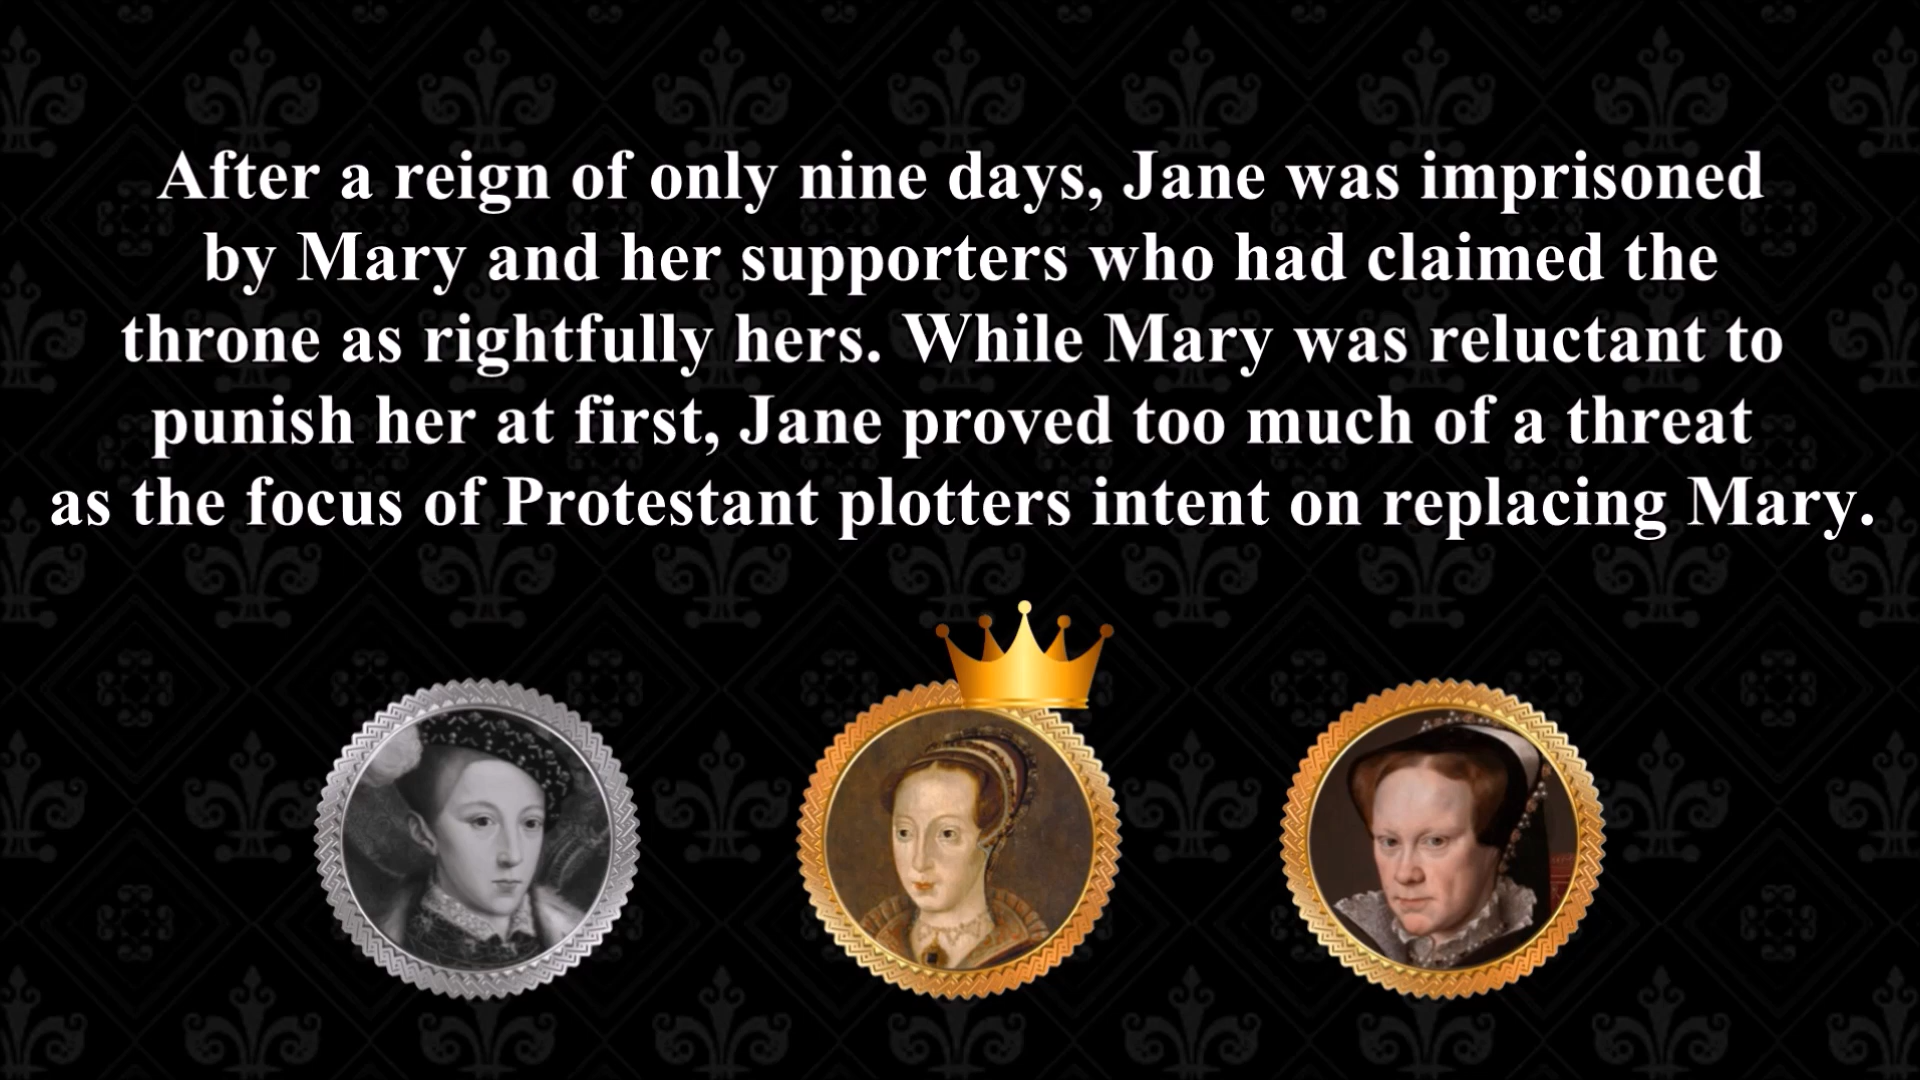 After a reign of only nine days, Jane was imprisoned
by Mary and her supporters who had claimed the
throne as rightfully hers. While Mary was reluctant to
punish her at first, Jane proved too much of a threat
as the focus of Protestant plotters intent on replacing Mary.